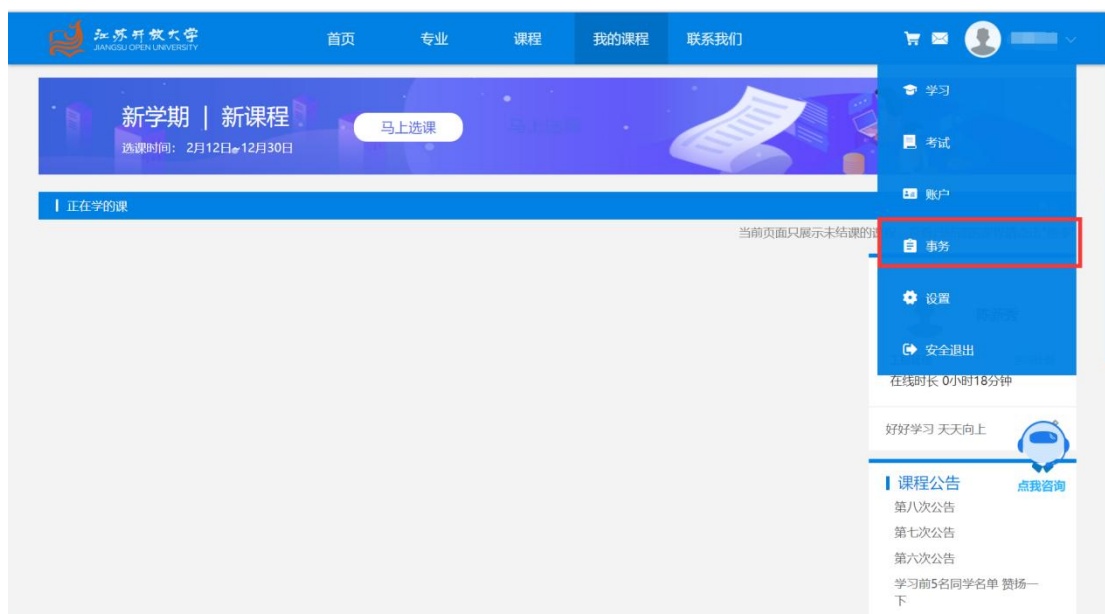 江苏开放大学
JIANGSU OPEN UNIVERSITY
首页 专业 课程 我的课程 联系我们
新学期 | 新课程
马上选课
选课时间: 2月12日~12月30日
学习
考试
账户
事务
设置
安全退出
正在学的课
当前页面只展示未结课的
在线时长 0小时18分钟
好好学习 天天向上
点我咨询
课程公告
第八次公告
第七次公告
第六次公告
学习前5名同学名单 赞扬一
下